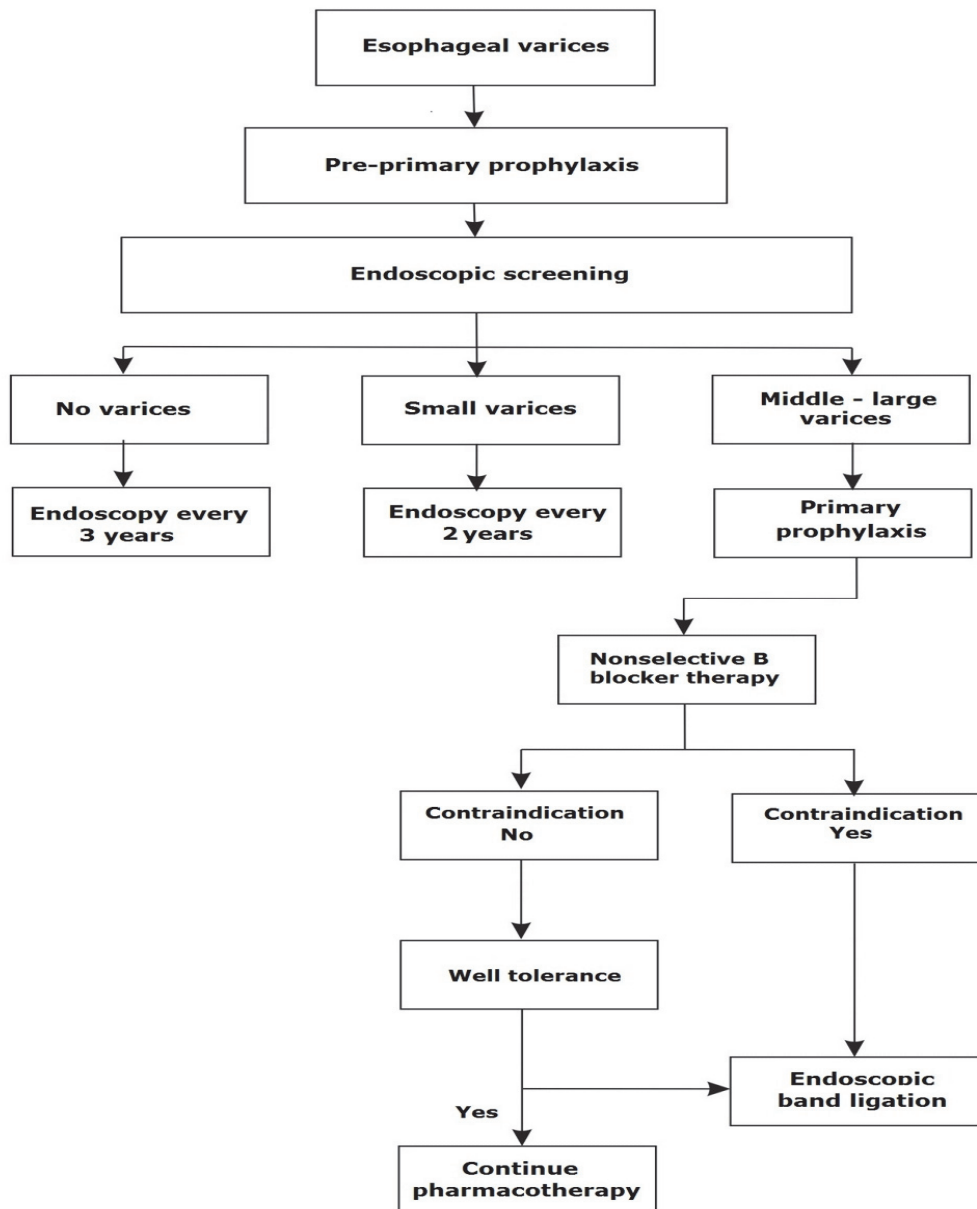 Esophageal varices
Pre-primary prophylaxis
Endoscopic screening
No varices
Small varices
Middle - large
varices
Endoscopy every
3 years
Endoscopy every
2 years
Primary
prophylaxis
Nonselective B
blocker therapy
Contraindication
No
Contraindication
Yes
Well tolerance
Endoscopic
band ligation
Yes
Continue
pharmacotherapy